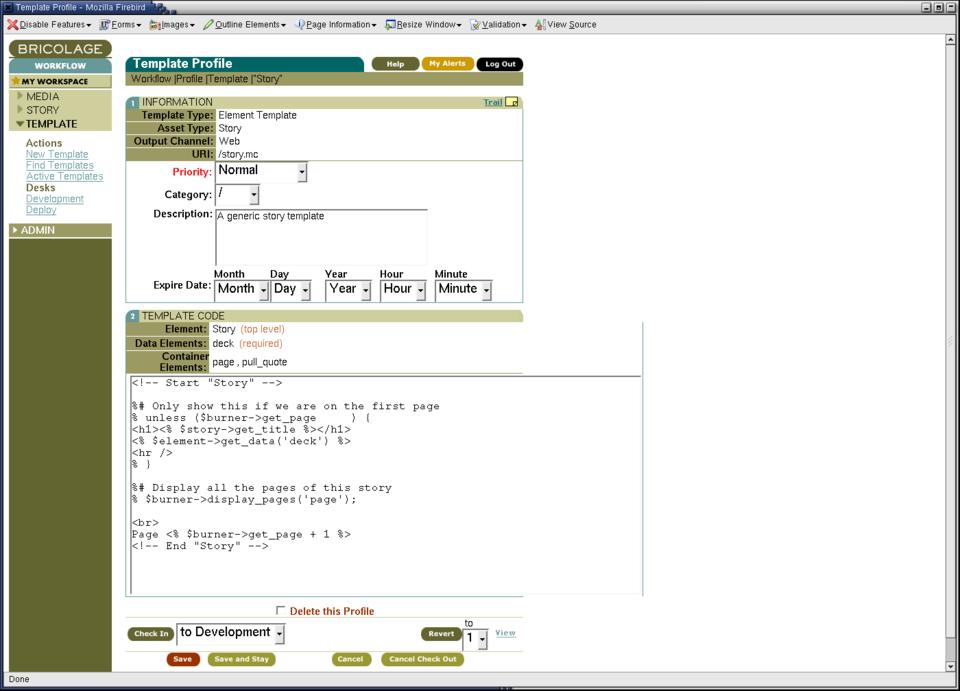 Template Profile - Mozilla Firebird
Disable Features Forms Images Outline Elements Page Information Resize Window Validation View Source
BRICOLAGE
WORKFLOW
MY WORKSPACE
MEDIA
STORY
TEMPLATE
Actions
New Template
Find Templates
Active Templates
Desks
Development
Deploy
ADMIN
Template Profile Help My Alerts Log Out
Workflow |Profile |Template |"Story"
1 INFORMATION Trail
Template Type: Element Template
Asset Type: Story
Output Channel: Web
URI: /story.mc
Priority: Normal
Category: /
Description: A generic story template
Month Day Year Hour Minute
Expire Date: Month Day Year Hour Minute
2 TEMPLATE CODE
Element: Story (top level)
Data Elements: deck (required)
Container
Elements: page , pull_quote
<!-- Start "Story" -->
%# Only show this if we are on the first page
% unless ($burner->get_page     ) {
<h1><% $story->get_title %></h1>
<% $element->get_data('deck') %>
<hr />
% }
%# Display all the pages of this story
% $burner->display_pages('page');
<br>
Page <% $burner->get_page + 1 %>
<!-- End "Story" -->
Delete this Profile
Check In to Development Revert to 1 View
Save Save and Stay Cancel Cancel Check Out
Done